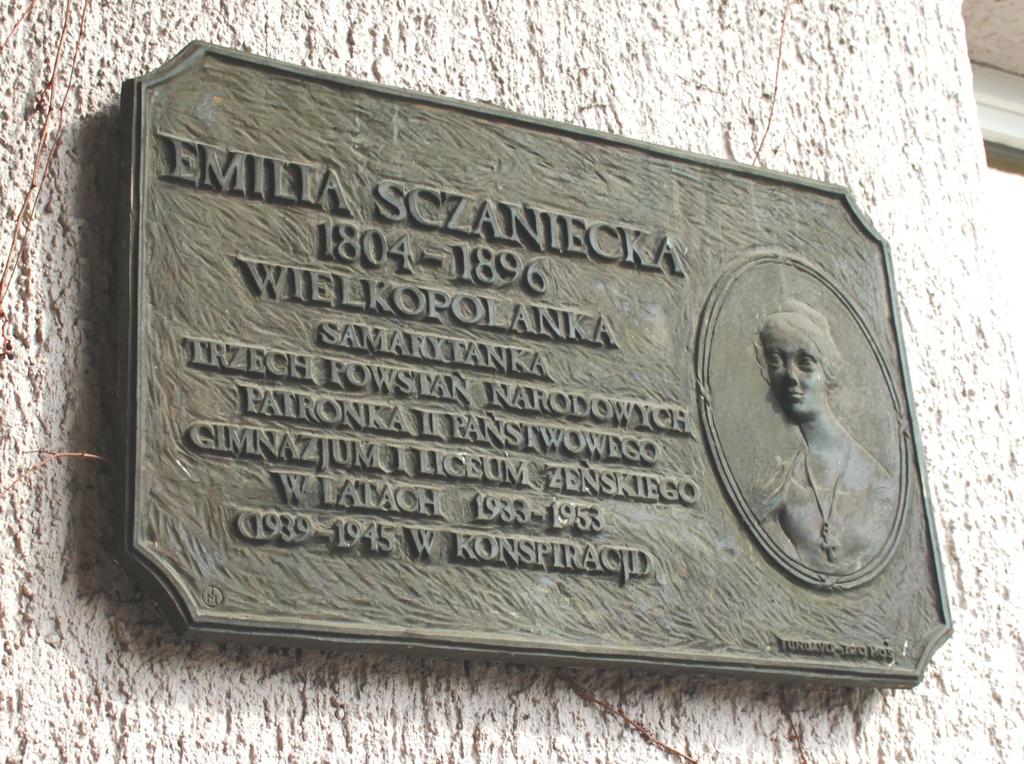 EMILIA SCZANIECKA
1804-1896
WIELKOPOLANKA
SAMARYTANKA
TRZECH POWSTAŃ NARODOWYCH
PATRONKA II PAŃSTWOWEGO
GIMNAZJUM I LICEUM ŻEŃSKIEGO
W LATACH 1933-1953
(1939-1945 W KONSPIRACJI)